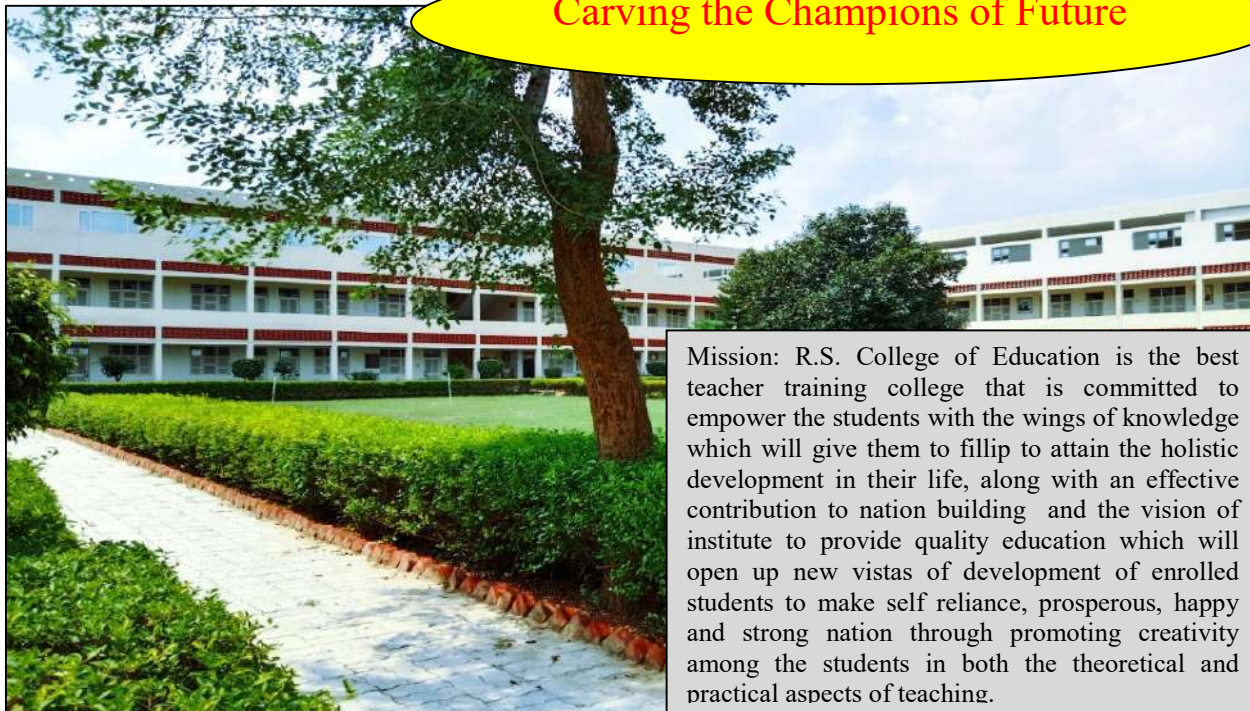 Carving the Champions of Future
Mission: R.S. College of Education is the best
teacher training college that is committed to
empower the students with the wings of knowledge
which will give them to fillip to attain the holistic
development in their life, along with an effective
contribution to nation building and the vision of
institute to provide quality education which will
open up new vistas of development of enrolled
students to make self reliance, prosperous, happy
and strong nation through promoting creativity
among the students in both the theoretical and
practical aspects of teaching.